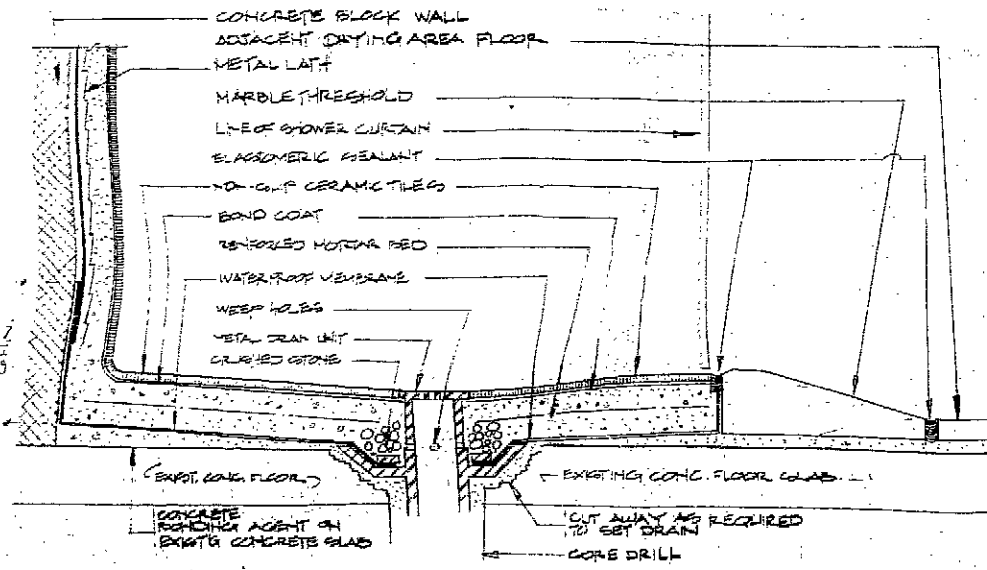 CONCRETE BLOCK WALL
ADJACENT DRYING AREA FLOOR
METAL LATH
MARBLE THRESHOLD
LINE OF SHOWER CURTAIN
ELASTOMERIC SEALANT
NON-SLIP CERAMIC TILES
BOND COAT
REINFORCED MORTAR BED
WATERPROOF MEMBRANE
WEEP HOLES
METAL DRAIN UNIT
CRUSHED STONE
EXIST. CONC. FLOOR
EXISTING CONC. FLOOR SLAB
CONCRETE
BONDING AGENT ON
EXIST'G CONCRETE SLAB
CUT AWAY AS REQUIRED
TO SET DRAIN
CORE DRILL